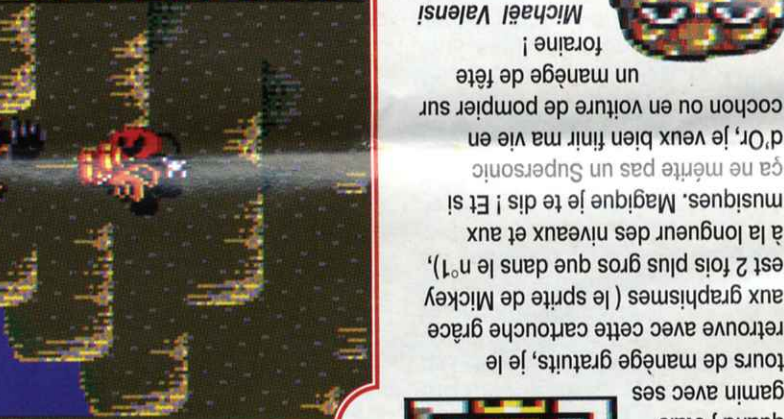 gamin avec ses
tours de manège gratuits, je le
retrouve avec cette cartouche grâce
aux graphismes ( le sprite de Mickey
est 2 fois plus gros que dans le n°1),
a la longueur des niveaux et aux
musiques. Magique je te dis ! Et si
ça ne mérite pas un Supersonic
d'Or, je veux bien finir ma vie en
cochon ou en voiture de pompier sur
un manège de fête
foraine !
Michaël Valensi